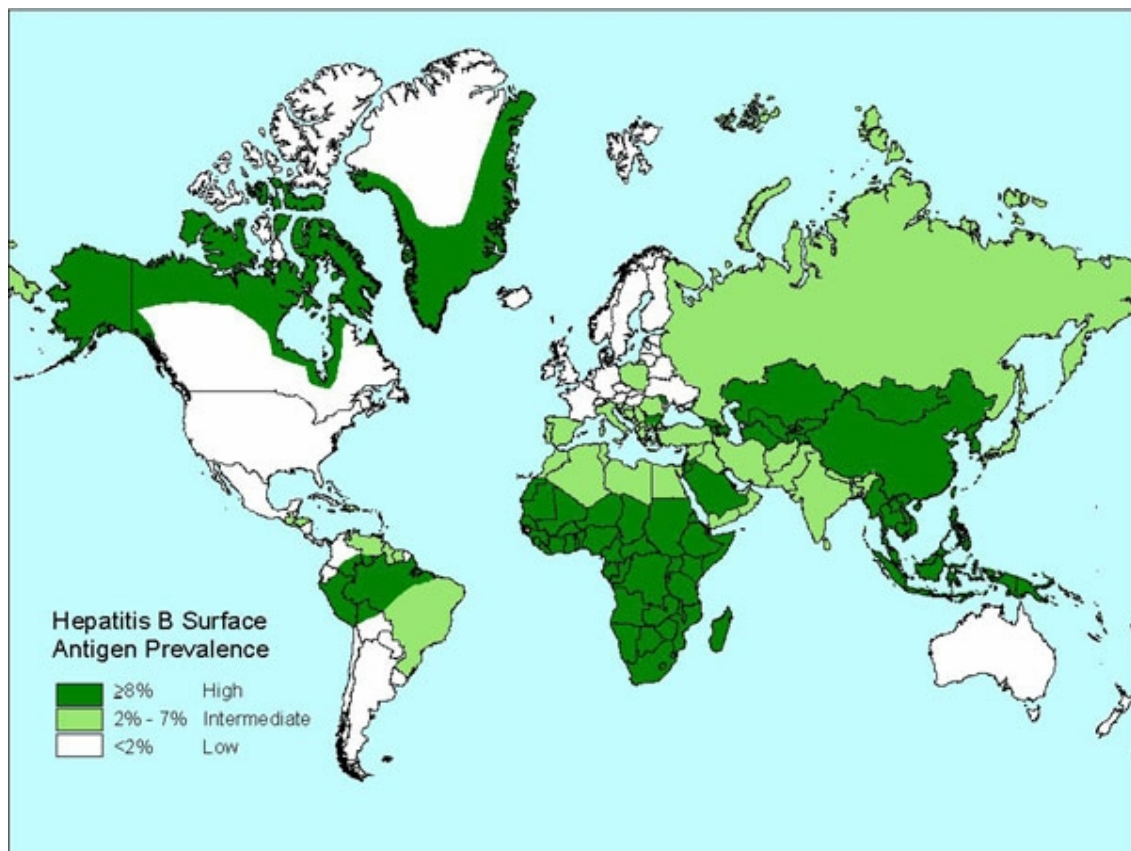 Hepatitis B Surface
Antigen Prevalence
≥8% High
2% - 7% Intermediate
<2% Low